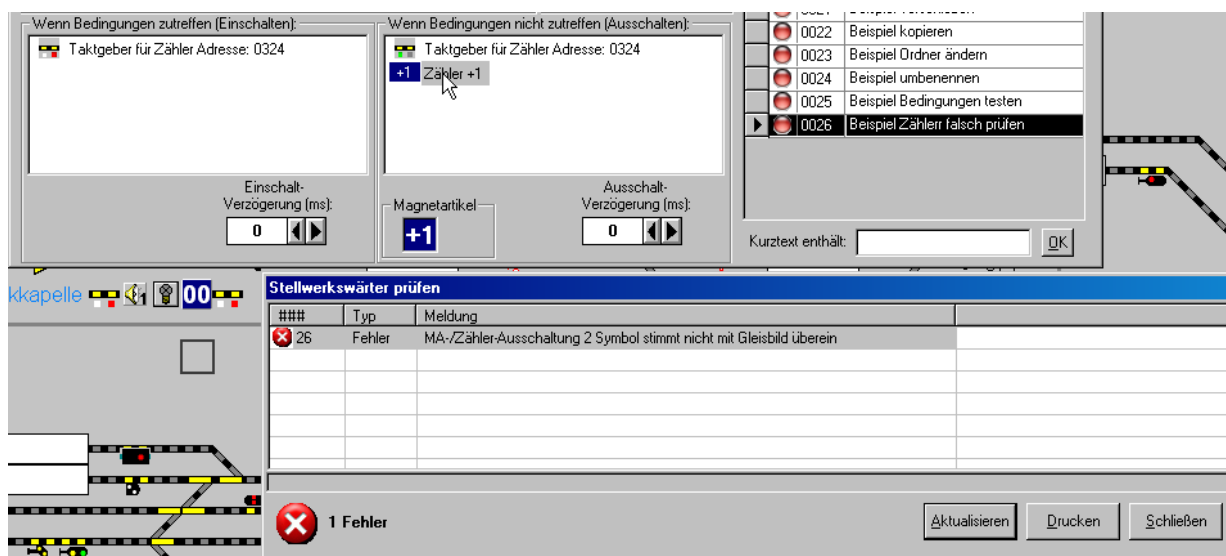 Wenn Bedingungen zutreffen (Einschalten):
Taktgeber für Zähler Adresse: 0324
Einschalt-
Verzögerung (ms):
0
Wenn Bedingungen nicht zutreffen (Ausschalten):
Taktgeber für Zähler Adresse: 0324
+1 Zähler +1
Magnetartikel
+1
Ausschalt-
Verzögerung (ms):
0
0022 Beispiel kopieren
0023 Beispiel Ordner ändern
0024 Beispiel umbenennen
0025 Beispiel Bedingungen testen
0026 Beispiel Zählerr falsch prüfen
Kurztext enthält:
OK
kkapelle 1 00
Stellwerkswärter prüfen
### Typ Meldung
26 Fehler MA-/Zähler-Ausschaltung 2 Symbol stimmt nicht mit Gleisbild überein
1 Fehler
Aktualisieren Drucken Schließen